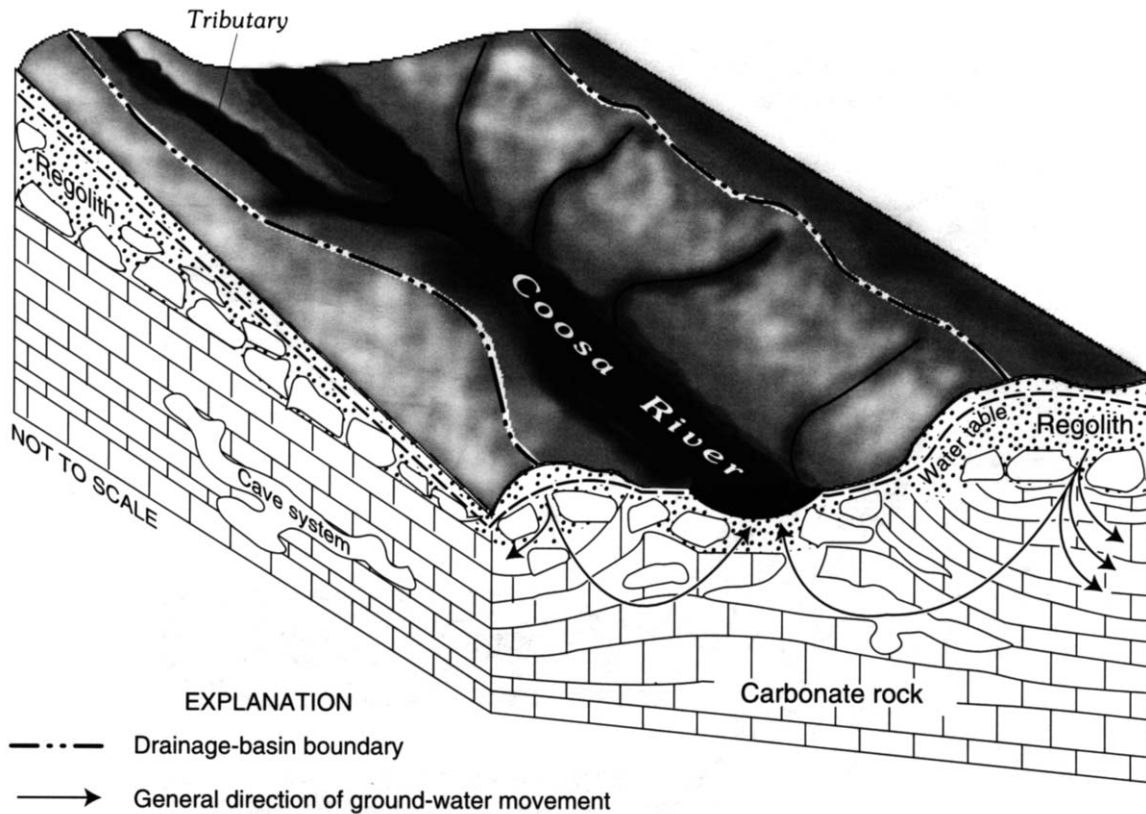 Tributary
Regolith
Coosa River
Water table
Regolith
NOT TO SCALE
Cave system
Carbonate rock
EXPLANATION
Drainage-basin boundary
General direction of ground-water movement